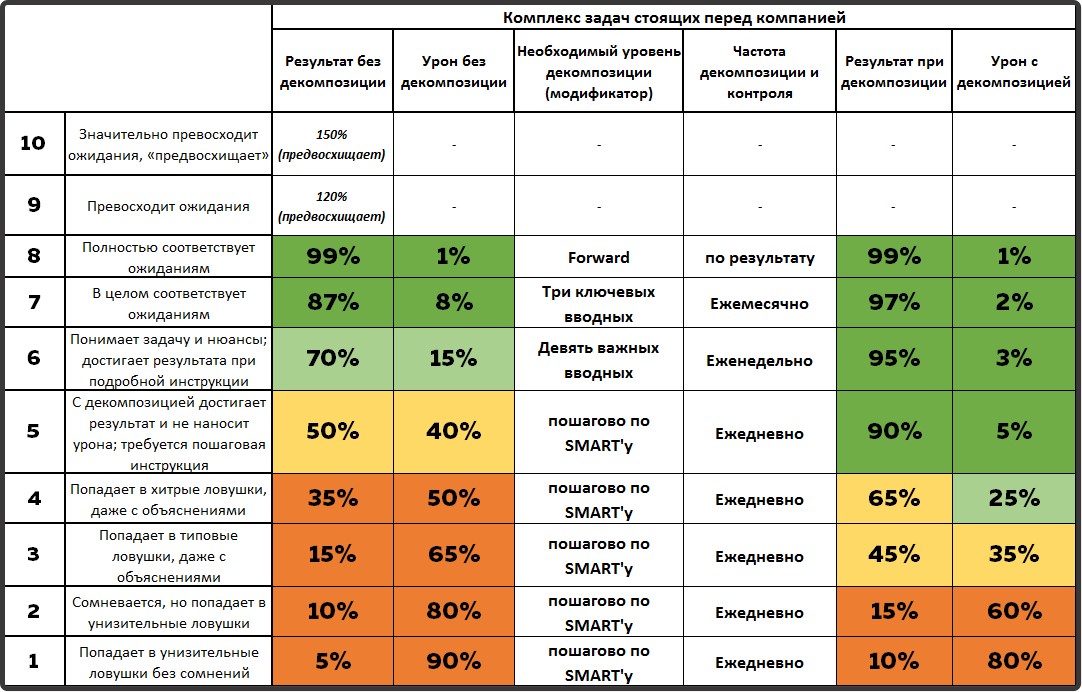 Комплекс задач стоящих перед компанией
Результат без
декомпозиции
Урон без
декомпозиции
Необходимый уровень
декомпозиции
(модификатор)
Частота
декомпозиции и
контроля
Результат при
декомпозиции
Урон с
декомпозицией
10
Значительно превосходит
ожидания, «предвосхищает»
150%
(предвосхищает)
-
-
-
-
-
9
Превосходит ожидания
120%
(предвосхищает)
-
-
-
-
-
8
Полностью соответствует
ожиданиям
99%
1%
Forward
по результату
99%
1%
7
В целом соответствует
ожиданиям
87%
8%
Три ключевых
вводных
Ежемесячно
97%
2%
6
Понимает задачу и нюансы;
достигает результата при
подробной инструкции
70%
15%
Девять важных
вводных
Еженедельно
95%
3%
5
С декомпозицией достигает
результат и не наносит
урона; требуется пошаговая
инструкция
50%
40%
пошагово по
SMART'у
Ежедневно
90%
5%
4
Попадает в хитрые ловушки,
даже с объяснениями
35%
50%
пошагово по
SMART'у
Ежедневно
65%
25%
3
Попадает в типовые
ловушки, даже с
объяснениями
15%
65%
пошагово по
SMART'у
Ежедневно
45%
35%
2
Сомневается, но попадает в
унизительные ловушки
10%
80%
пошагово по
SMART'у
Ежедневно
15%
60%
1
Попадает в унизительные
ловушки без сомнений
5%
90%
пошагово по
SMART'у
Ежедневно
10%
80%